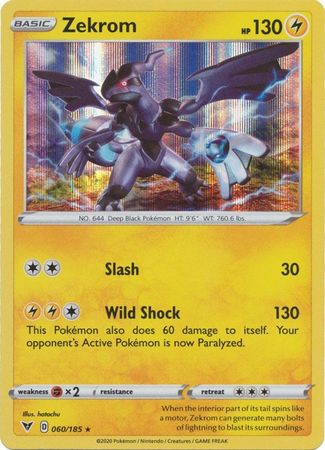 BASIC Zekrom HP 130
NO. 644 Deep Black Pokémon HT: 9'6" WT: 760.6 lbs.
Slash 30
Wild Shock 130
This Pokémon also does 60 damage to itself. Your
opponent's Active Pokémon is now Paralyzed.
weakness ×2 resistance retreat
Illus. hatachu
D 060/185 ★
When the interior part of its tail spins like
a motor, Zekrom can generate many bolts
of lightning to blast its surroundings.
©2020 Pokémon / Nintendo / Creatures / GAME FREAK